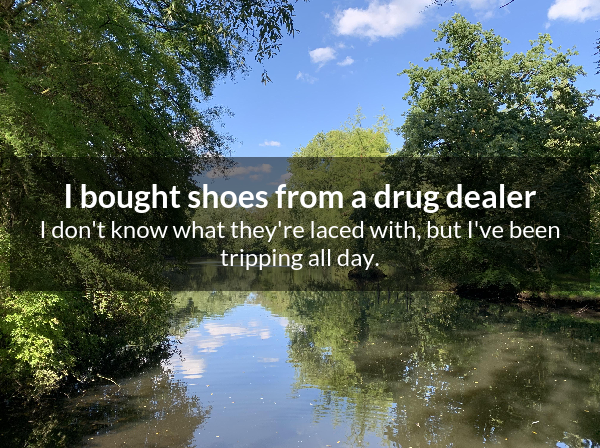 I bought shoes from a drug dealer
I don't know what they're laced with, but I've been
tripping all day.